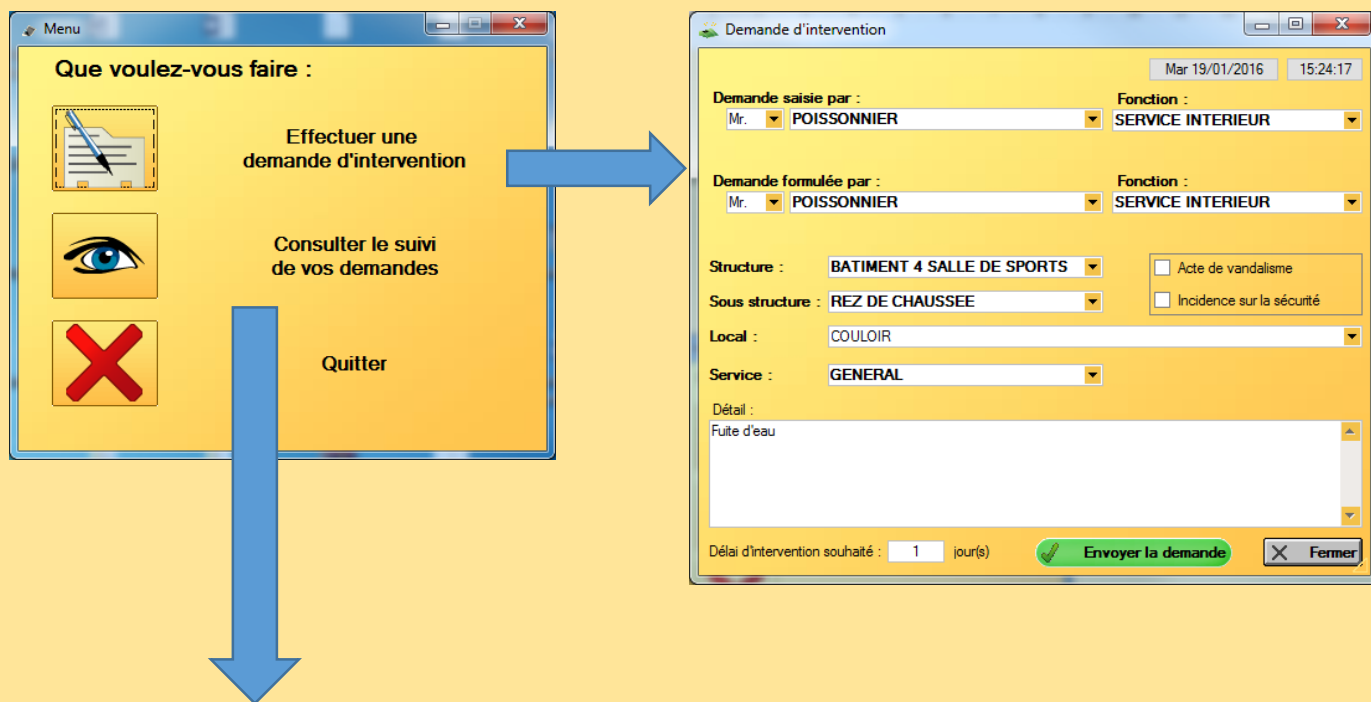 Menu
Que voulez-vous faire :
Effectuer une
demande d'intervention
Consulter le suivi
de vos demandes
Quitter
Demande d'intervention
Mar 19/01/2016 15:24:17
Demande saisie par : Fonction :
Mr. POISSONNIER SERVICE INTERIEUR
Demande formulée par : Fonction :
Mr. POISSONNIER SERVICE INTERIEUR
Structure : BATIMENT 4 SALLE DE SPORTS Acte de vandalisme
Sous structure : REZ DE CHAUSSEE Incidence sur la sécurité
Local : COULOIR
Service : GENERAL
Détail :
Fuite d'eau
Délai d'intervention souhaité : 1 jour(s) Envoyer la demande Fermer